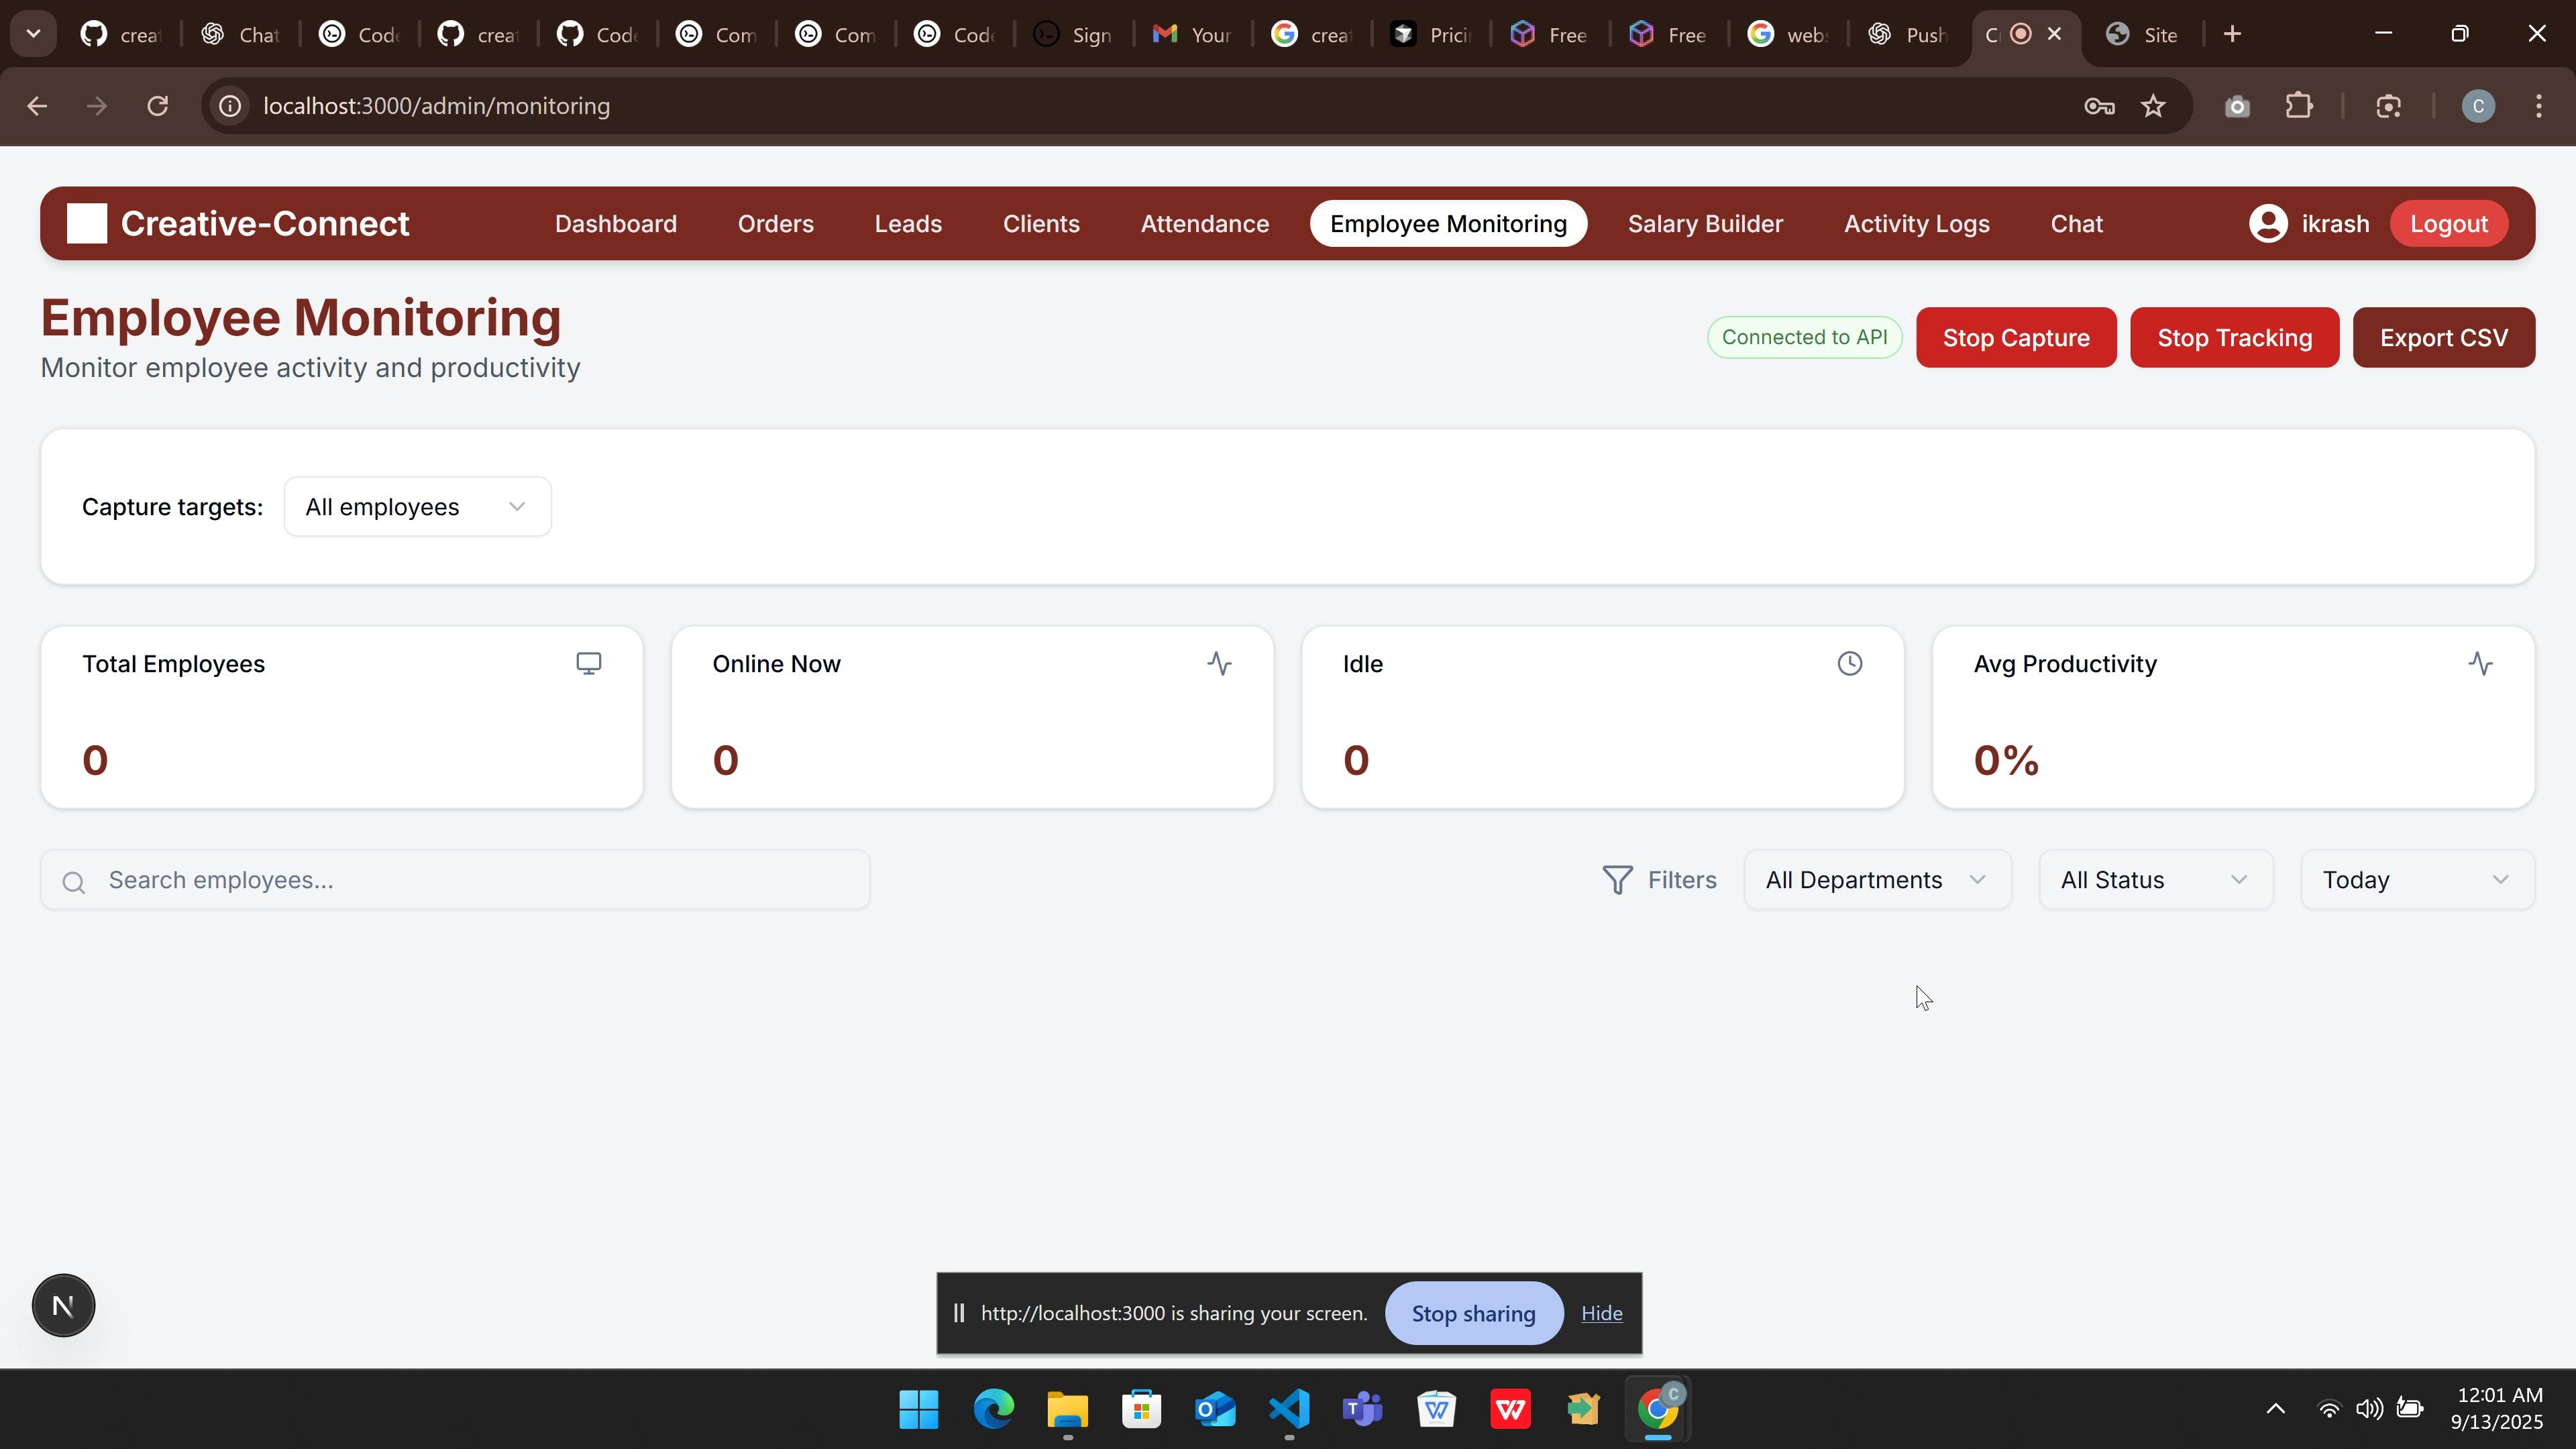 crea
Chat
Code
crea
Code
Com
Com
Code
Sign
Your
crea
Prici
Free
Free
web
Push
C
Site
localhost:3000/admin/monitoring
C
Creative-Connect
Dashboard
Orders
Leads
Clients
Attendance
Employee Monitoring
Salary Builder
Activity Logs
Chat
ikrash
Logout
Employee Monitoring
Monitor employee activity and productivity
Connected to API
Stop Capture
Stop Tracking
Export CSV
Capture targets:
All employees
Total Employees
0
Online Now
0
Idle
0
Avg Productivity
0%
Search employees...
Filters
All Departments
All Status
Today
N
http://localhost:3000 is sharing your screen.
Stop sharing
Hide
12:01 AM
9/13/2025